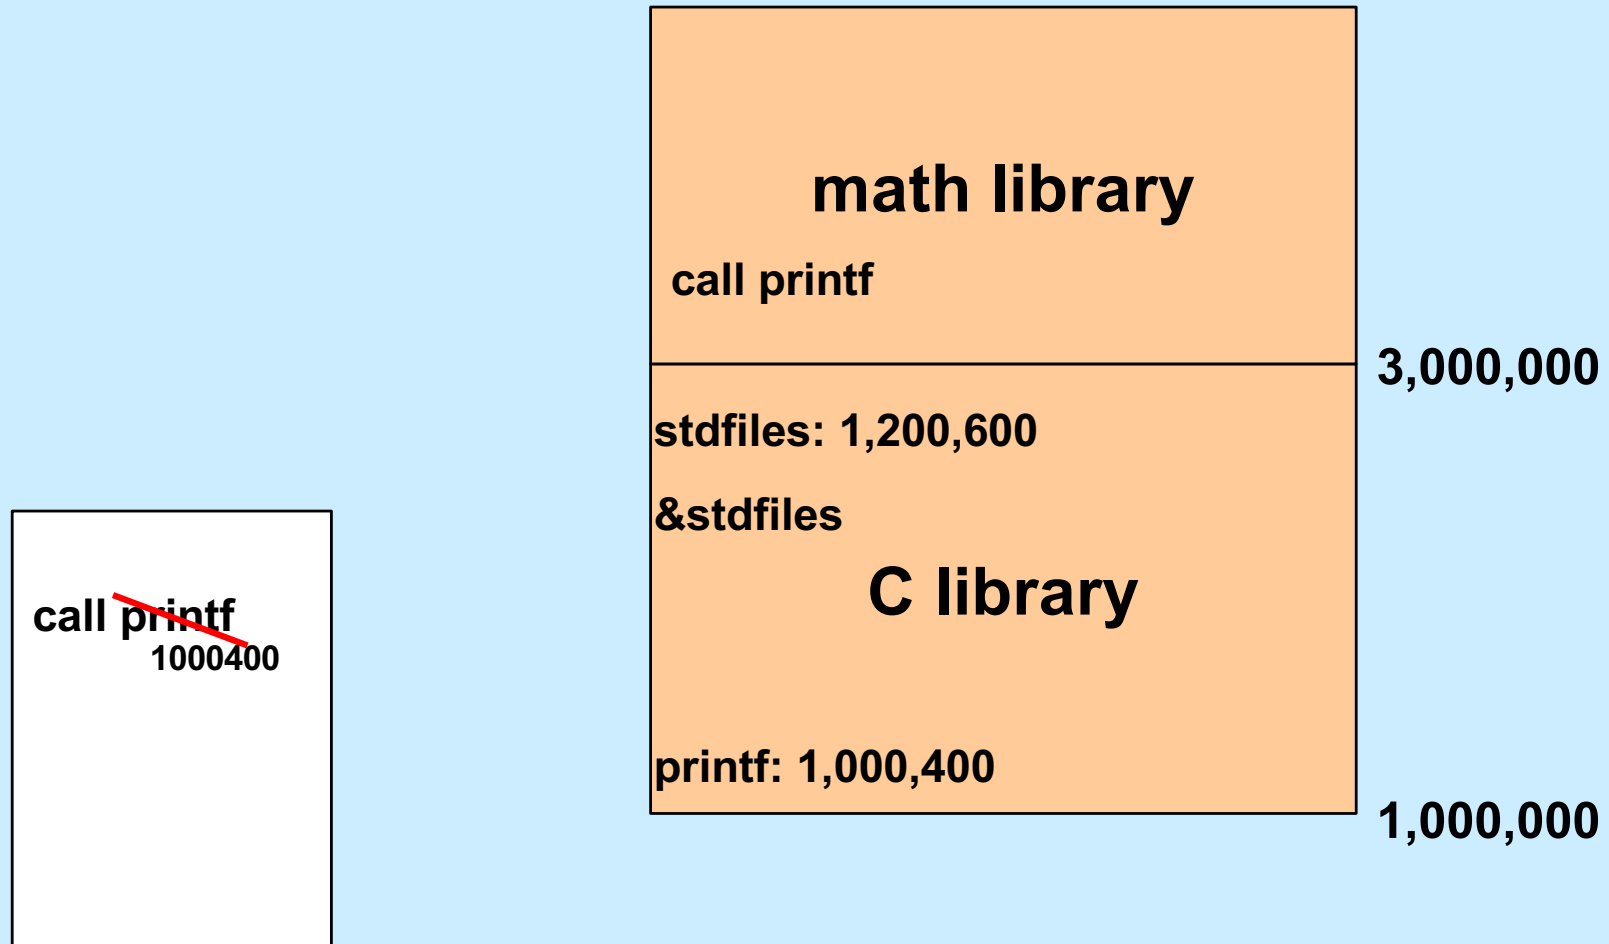 math library
call printf
3,000,000
stdfiles: 1,200,600
&stdfiles
C library
call printf
1000400
printf: 1,000,400
1,000,000